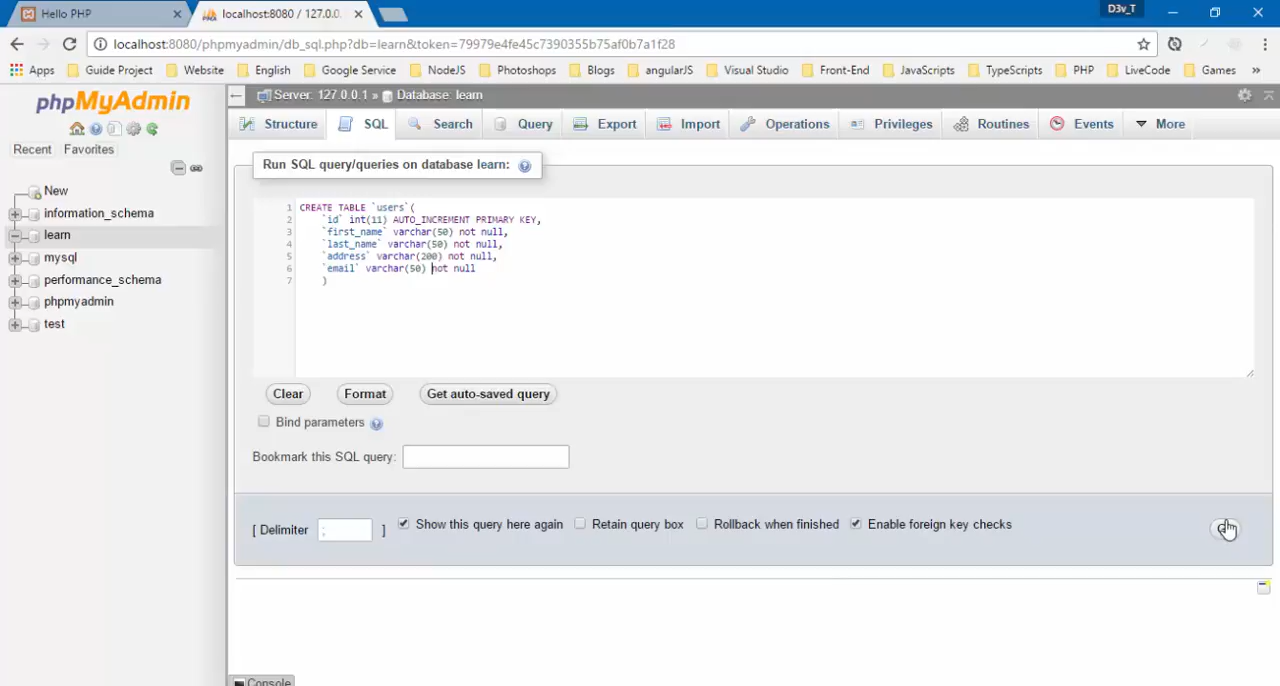 Hello PHP
localhost:8080 / 127.0.0.
D3v_T
localhost:8080/phpmyadmin/db_sql.php?db=learn&token=79979e4fe45c7390355b75af0b7a1f28
Apps Guide Project Website English Google Service NodeJS Photoshops Blogs angularJS Visual Studio Front-End JavaScripts TypeScripts PHP LiveCode Games »
phpMyAdmin
Recent Favorites
New
information_schema
learn
mysql
performance_schema
phpmyadmin
test
Server: 127.0.0.1 » Database: learn
Structure SQL Search Query Export Import Operations Privileges Routines Events More
Run SQL query/queries on database learn:
1 CREATE TABLE `users`(
2 `id` int(11) AUTO_INCREMENT PRIMARY KEY,
3 `first_name` varchar(50) not null,
4 `last_name` varchar(50) not null,
5 `address` varchar(200) not null,
6 `email` varchar(50) not null
7 )
Clear Format Get auto-saved query
Bind parameters
Bookmark this SQL query:
[ Delimiter ; ] Show this query here again Retain query box Rollback when finished Enable foreign key checks
Console